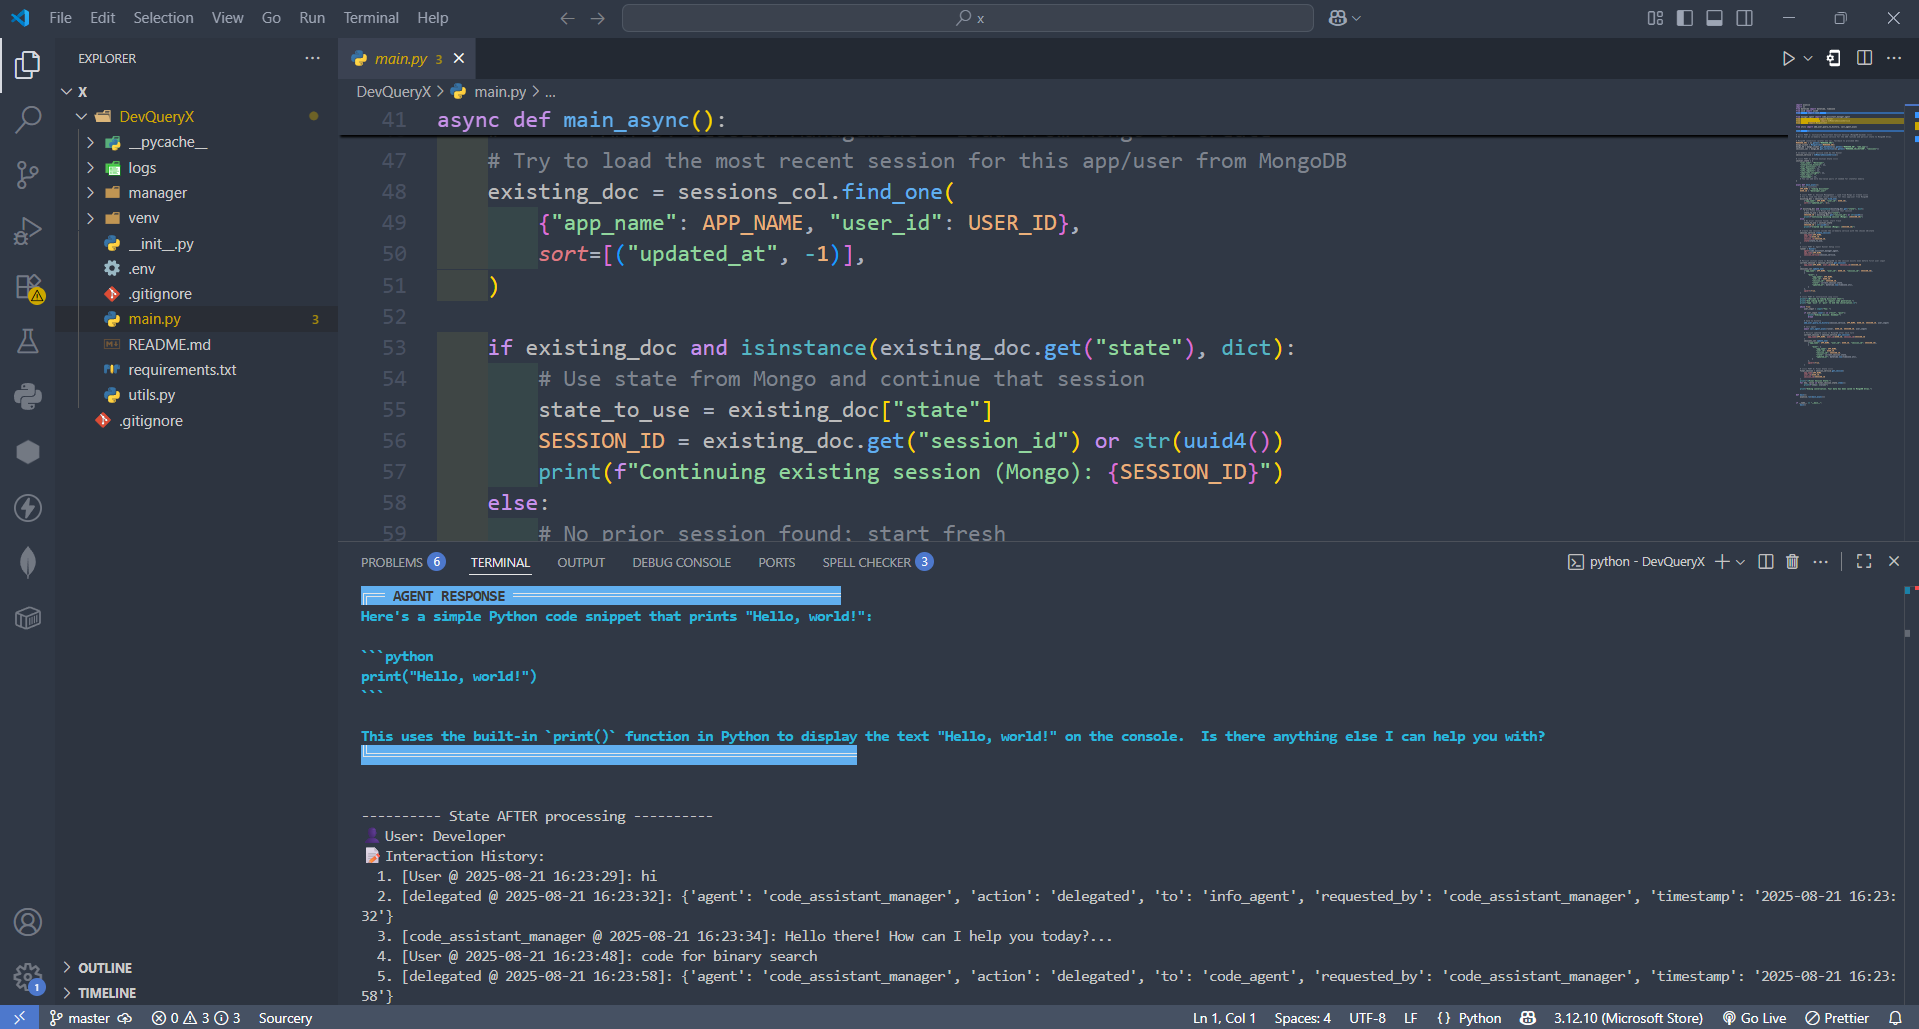 File Edit Selection View Go Run Terminal Help
x
EXPLORER
main.py 3
X
DevQueryX
__pycache__
logs
manager
venv
__init__.py
.env
.gitignore
main.py 3
README.md
requirements.txt
utils.py
.gitignore
OUTLINE
TIMELINE
DevQueryX > main.py > ...
41 async def main_async():
47 # Try to load the most recent session for this app/user from MongoDB
48 existing_doc = sessions_col.find_one(
49 {"app_name": APP_NAME, "user_id": USER_ID},
50 sort=[("updated_at", -1)],
51 )
52
53 if existing_doc and isinstance(existing_doc.get("state"), dict):
54 # Use state from Mongo and continue that session
55 state_to_use = existing_doc["state"]
56 SESSION_ID = existing_doc.get("session_id") or str(uuid4())
57 print(f"Continuing existing session (Mongo): {SESSION_ID}")
58 else:
59 # No prior session found; start fresh
PROBLEMS 6 TERMINAL OUTPUT DEBUG CONSOLE PORTS SPELL CHECKER 3
python - DevQueryX
╔══ AGENT RESPONSE ═════════════════════════════════════════
Here's a simple Python code snippet that prints "Hello, world!":
```python
print("Hello, world!")
```
This uses the built-in `print()` function in Python to display the text "Hello, world!" on the console.  Is there anything else I can help you with?
╚═════════════════════════════════════════════════════════════
---------- State AFTER processing ----------
👤 User: Developer
📝 Interaction History:
1. [User @ 2025-08-21 16:23:29]: hi
2. [delegated @ 2025-08-21 16:23:32]: {'agent': 'code_assistant_manager', 'action': 'delegated', 'to': 'info_agent', 'requested_by': 'code_assistant_manager', 'timestamp': '2025-08-21 16:23:
32'}
3. [code_assistant_manager @ 2025-08-21 16:23:34]: Hello there! How can I help you today?...
4. [User @ 2025-08-21 16:23:48]: code for binary search
5. [delegated @ 2025-08-21 16:23:58]: {'agent': 'code_assistant_manager', 'action': 'delegated', 'to': 'code_agent', 'requested_by': 'code_assistant_manager', 'timestamp': '2025-08-21 16:23:
58'}
1
master 0 3 3 Sourcery Ln 1, Col 1 Spaces: 4 UTF-8 LF {} Python 3.12.10 (Microsoft Store) Go Live Prettier